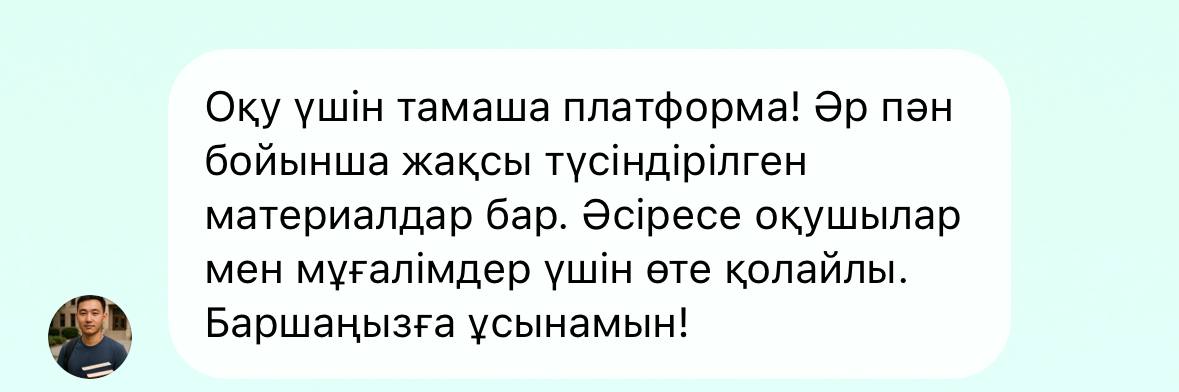 Оқу үшін тамаша платформа! Әр пән
бойынша жақсы түсіндірілген
материалдар бар. Әсіресе оқушылар
мен мұғалімдер үшін өте қолайлы.
Баршаңызға ұсынамын!